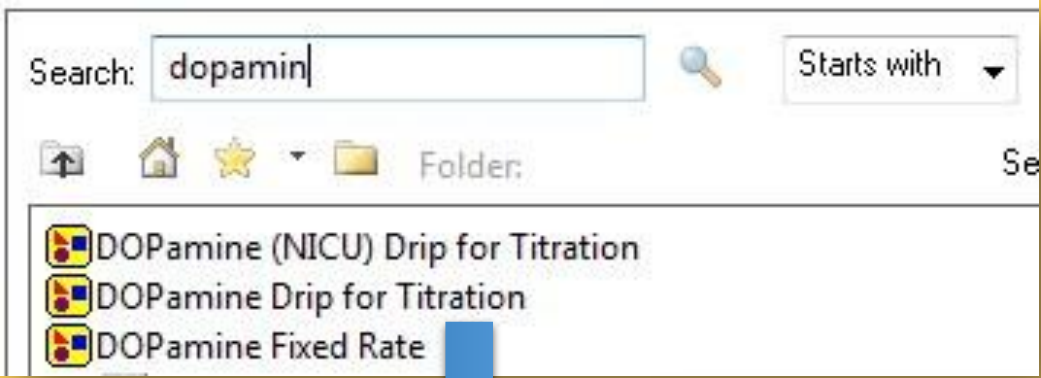 Search: dopamin Starts with
Folder: Se
DOPamine (NICU) Drip for Titration
DOPamine Drip for Titration
DOPamine Fixed Rate